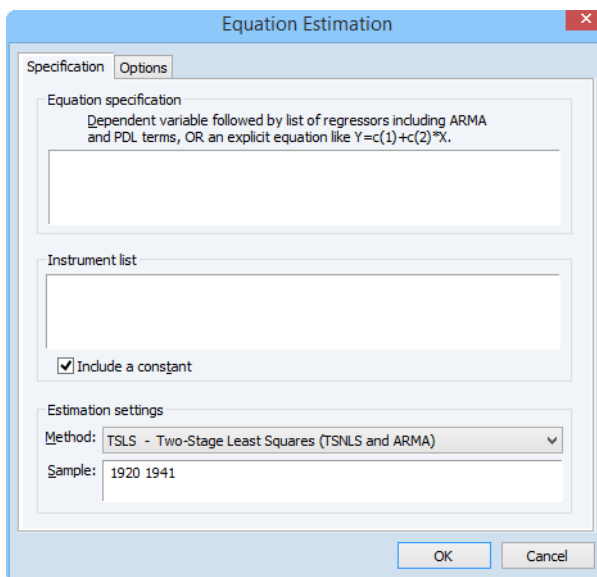 Equation Estimation
Specification
Options
Equation specification
Dependent variable followed by list of regressors including ARMA
and PDL terms, OR an explicit equation like Y=c(1)+c(2)*X.
Instrument list
Include a constant
Estimation settings
Method: TSLS - Two-Stage Least Squares (TSNLS and ARMA)
Sample: 1920 1941
OK Cancel